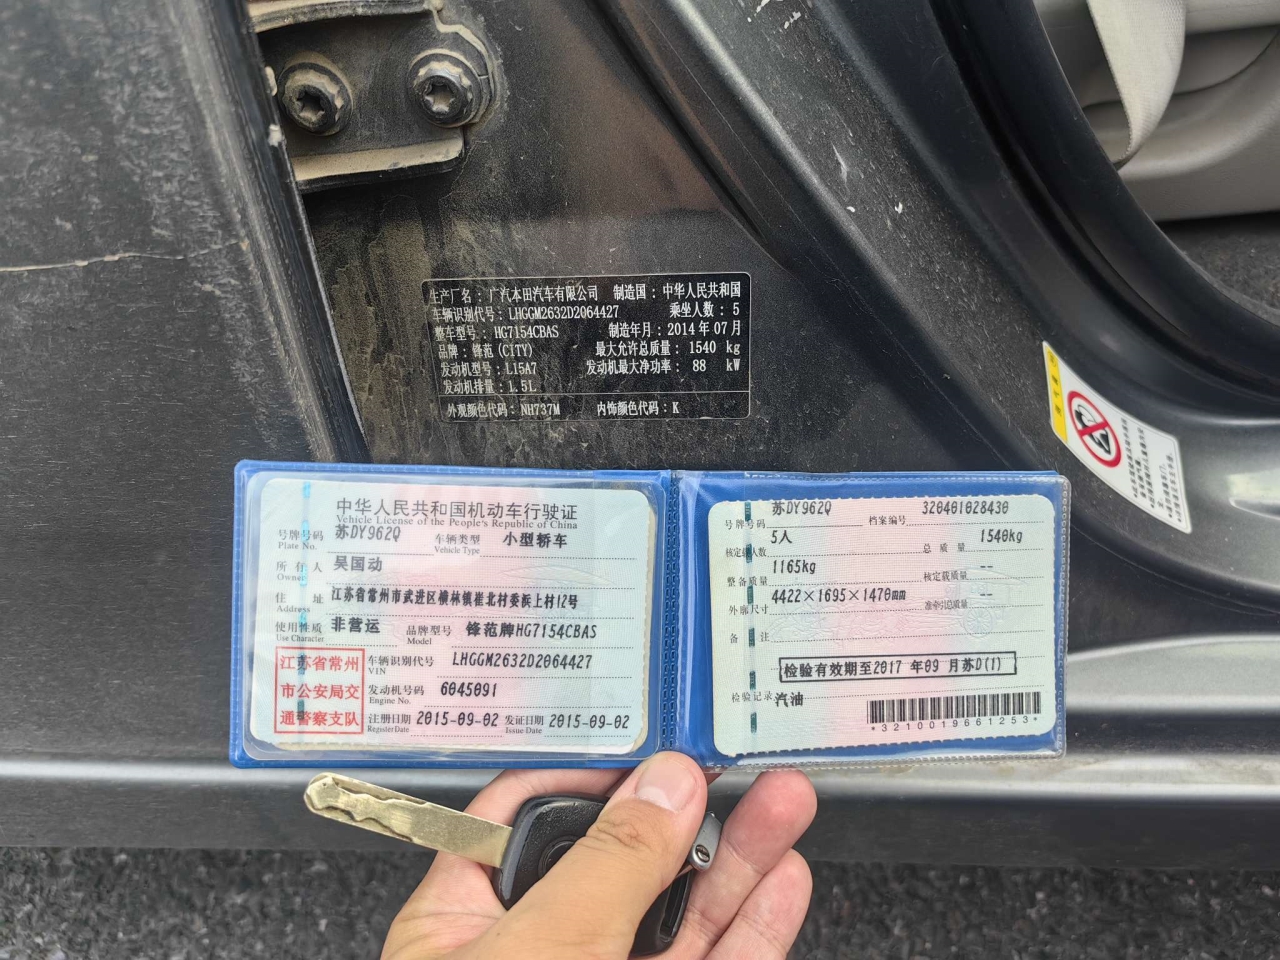 生产厂名：广汽本田汽车有限公司 制造国：中华人民共和国
车辆识别代号：LHGGM2632D2064427 乘坐人数：5
整车型号：HG7154CBAS 制造年月：2014年07月
品牌：锋范(CITY) 最大允许总质量：1540 kg
发动机型号：L15A7 发动机最大净功率：88 kW
发动机排量：1.5L
外观颜色代码：NH737M 内饰颜色代码：K
中华人民共和国机动车行驶证
Vehicle License of the People's Republic of China
号牌号码 苏DY962Q 车辆类型 小型轿车
Plate No. Vehicle Type
所有人 吴国动
Owner
住址 江苏省常州市武进区横林镇崔北村委浜上村12号
Address
使用性质 非营运 品牌型号 锋范牌HG7154CBAS
Use Character Model
江苏省常州
市公安局交
通警察支队
车辆识别代号 LHGGM2632D2064427
VIN
发动机号码 6045091
Engine No.
注册日期 2015-09-02 发证日期 2015-09-02
Register Date Issue Date
号牌号码 苏DY962Q 档案编号 320401028430
核定载人数 5人 总质量 1540kg
整备质量 1165kg 核定载质量 --
外廓尺寸 4422×1695×1470mm 准牵引总质量 --
备注
检验有效期至2017年09月苏D(1)
检验记录 汽油
*3210019661253*